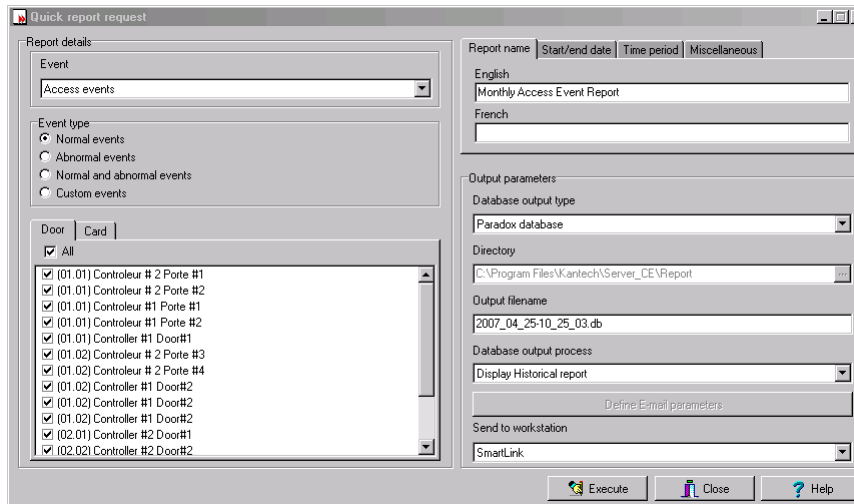 Quick report request
Report details
Event
Access events
Event type
Normal events
Abnormal events
Normal and abnormal events
Custom events
Door Card
All
(01.01) Controleur # 2 Porte #1
(01.01) Controleur # 2 Porte #2
(01.01) Controleur #1 Porte #1
(01.01) Controleur #1 Porte #2
(01.01) Controller #1 Door#1
(01.02) Controleur # 2 Porte #3
(01.02) Controleur # 2 Porte #4
(01.02) Controller #1 Door#2
(01.02) Controller #1 Door#2
(01.02) Controller #1 Door#2
(02.01) Controller #2 Door#1
(02.02) Controller #2 Door#2
Report name Start/end date Time period Miscellaneous
English
Monthly Access Event Report
French
Output parameters
Database output type
Paradox database
Directory
C:\Program Files\Kantech\Server_CE\Report ...
Output filename
2007_04_25-10_25_03.db
Database output process
Display Historical report
Define E-mail parameters
Send to workstation
SmartLink
Execute Close ? Help